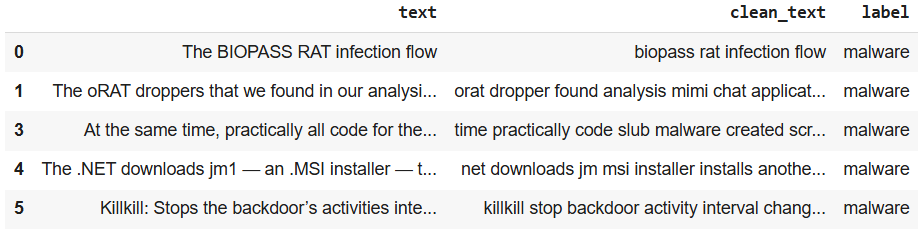 text clean_text label
0 The BIOPASS RAT infection flow biopass rat infection flow malware
1 The oRAT droppers that we found in our analysi... orat dropper found analysis mimi chat applicat... malware
3 At the same time, practically all code for the... time practically code slub malware created scr... malware
4 The .NET downloads jm1 — an .MSI installer — t... net downloads jm msi installer installs anothe... malware
5 Killkill: Stops the backdoor’s activities inte... killkill stop backdoor activity interval chang... malware